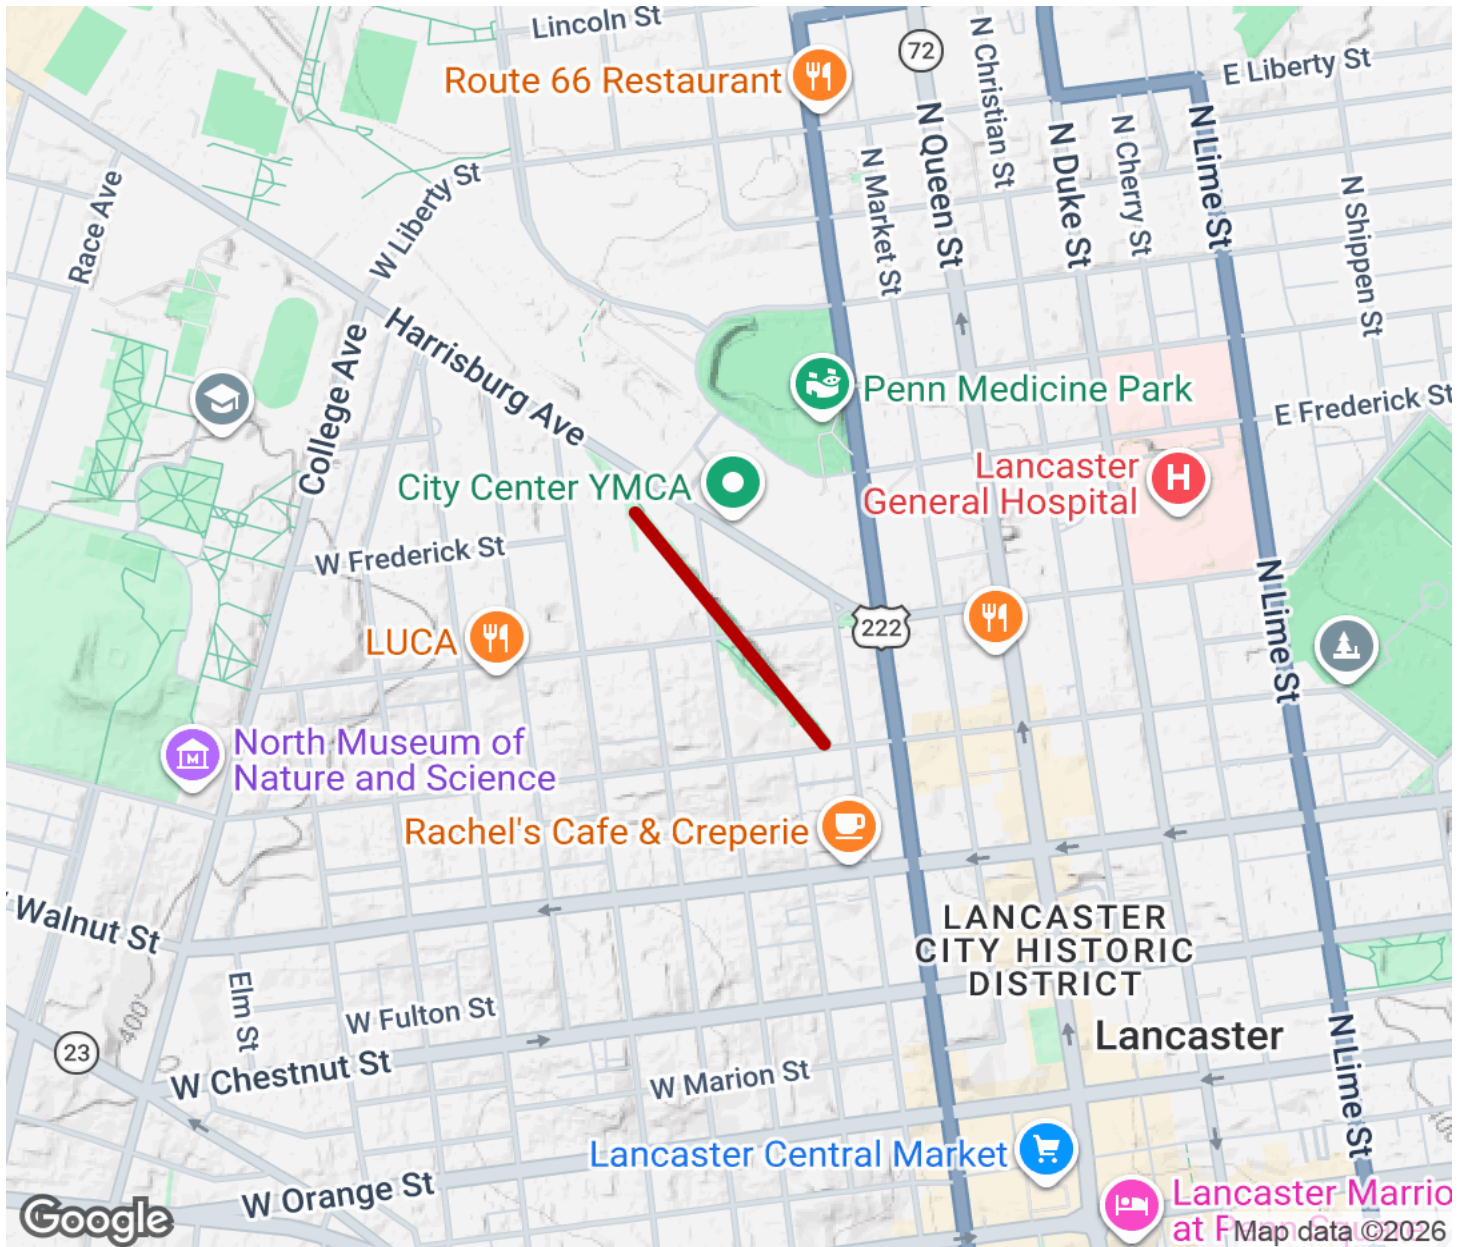 Lincoln St
Route 66 Restaurant
72
N Christian St
E Liberty St
N Queen St
N Duke St
N Cherry St
N Lime St
N Market St
N Shippen St
Race Ave
W Liberty St
Harrisburg Ave
College Ave
Penn Medicine Park
E Frederick St
City Center YMCA
Lancaster
General Hospital
H
W Frederick St
LUCA
222
N Lime St
North Museum of
Nature and Science
M
Rachel's Cafe & Creperie
Walnut St
LANCASTER
CITY HISTORIC
DISTRICT
Elm St
400'
W Fulton St
23
W Chestnut St
Lancaster
W Marion St
N Lime St
Lancaster Central Market
W Orange St
Lancaster Marrio
at Penn Square
Google
Map data ©2026